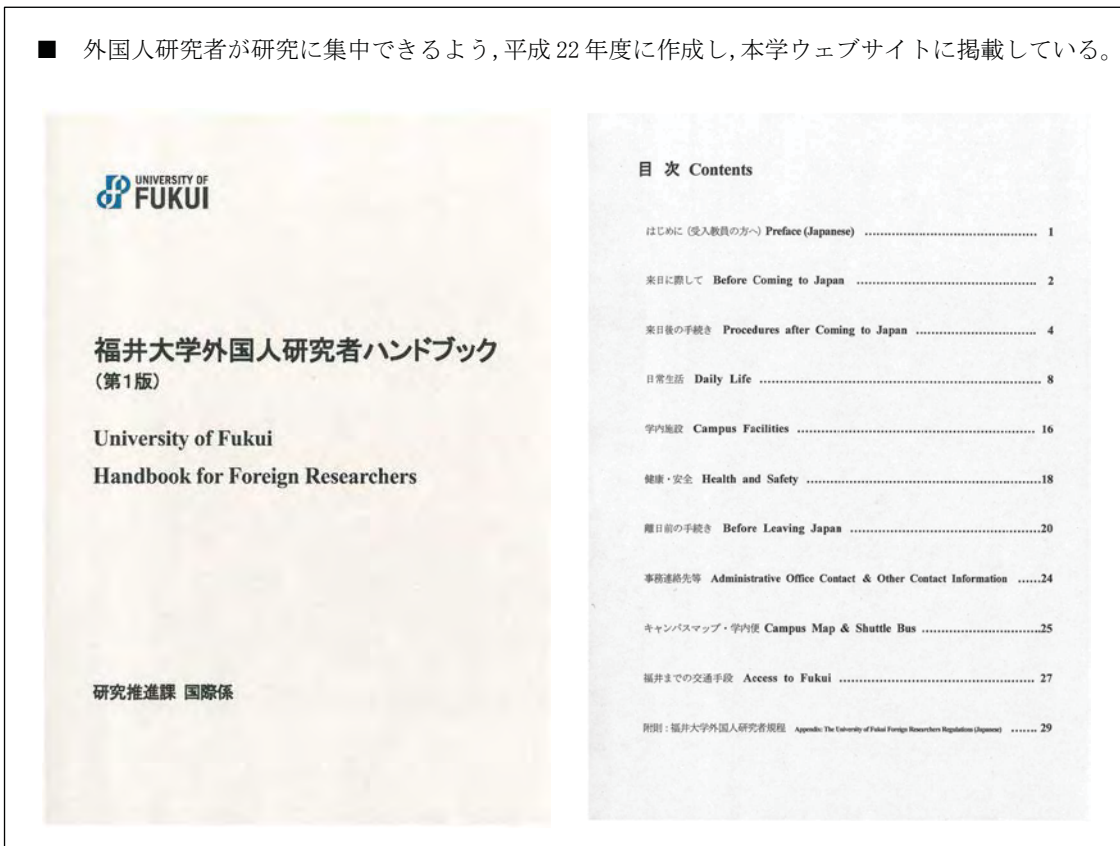 ■ 外国人研究者が研究に集中できるよう,平成 22 年度に作成し,本学ウェブサイトに掲載している。
UNIVERSITY OF
FUKUI
福井大学外国人研究者ハンドブック
(第1版)
University of Fukui
Handbook for Foreign Researchers
研究推進課 国際係
目 次 Contents
はじめに (受入教員の方へ) Preface (Japanese) ........................................ 1
来日に際して Before Coming to Japan ........................................ 2
来日後の手続き Procedures after Coming to Japan ........................... 4
日常生活 Daily Life ................................................................ 8
学内施設 Campus Facilities ...................................................... 16
健康・安全 Health and Safety ....................................................18
離日前の手続き Before Leaving Japan ..........................................20
事務連絡先等 Administrative Office Contact & Other Contact Information ......24
キャンパスマップ・学内便 Campus Map & Shuttle Bus ..........................25
福井までの交通手段 Access to Fukui ............................................ 27
附則:福井大学外国人研究者規程 Appendix: The University of Fukui Foreign Researchers Regulations (Japanese) ....... 29